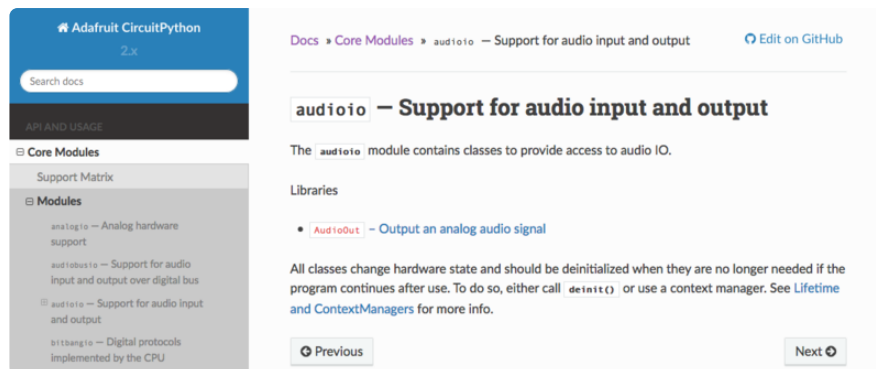 Adafruit CircuitPython
2.x
Search docs
API AND USAGE
Core Modules
Support Matrix
Modules
analogio — Analog hardware
support
audiobusio — Support for audio
input and output over digital bus
audioio — Support for audio input
and output
bitbangio — Digital protocols
implemented by the CPU
Docs » Core Modules » audioio — Support for audio input and output
Edit on GitHub
audioio — Support for audio input and output
The audioio module contains classes to provide access to audio IO.
Libraries
• AudioOut – Output an analog audio signal
All classes change hardware state and should be deinitialized when they are no longer needed if the
program continues after use. To do so, either call deinit() or use a context manager. See Lifetime
and ContextManagers for more info.
Previous
Next